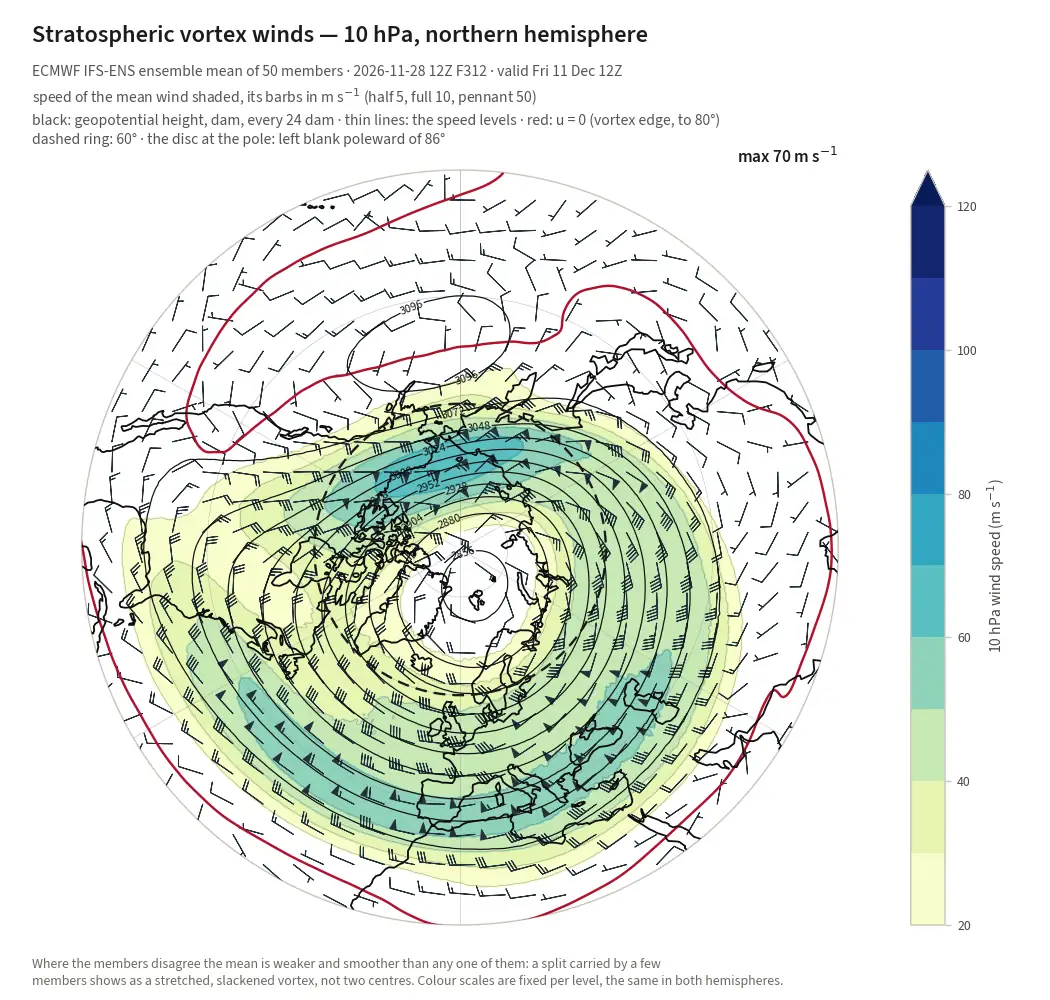 Stratospheric vortex winds — 10 hPa, northern hemisphere
ECMWF IFS-ENS ensemble mean of 50 members · 2026-11-28 12Z F312 · valid Fri 11 Dec 12Z
speed of the mean wind shaded, its barbs in m s⁻¹ (half 5, full 10, pennant 50)
black: geopotential height, dam, every 24 dam · thin lines: the speed levels · red: u = 0 (vortex edge, to 80°)
dashed ring: 60° · the disc at the pole: left blank poleward of 86°
max 70 m s⁻¹
120
100
80
60
40
20
10 hPa wind speed (m s⁻¹)
3096
3096
3048
2952
2928
2880
Where the members disagree the mean is weaker and smoother than any one of them: a split carried by a few
members shows as a stretched, slackened vortex, not two centres. Colour scales are fixed per level, the same in both hemispheres.